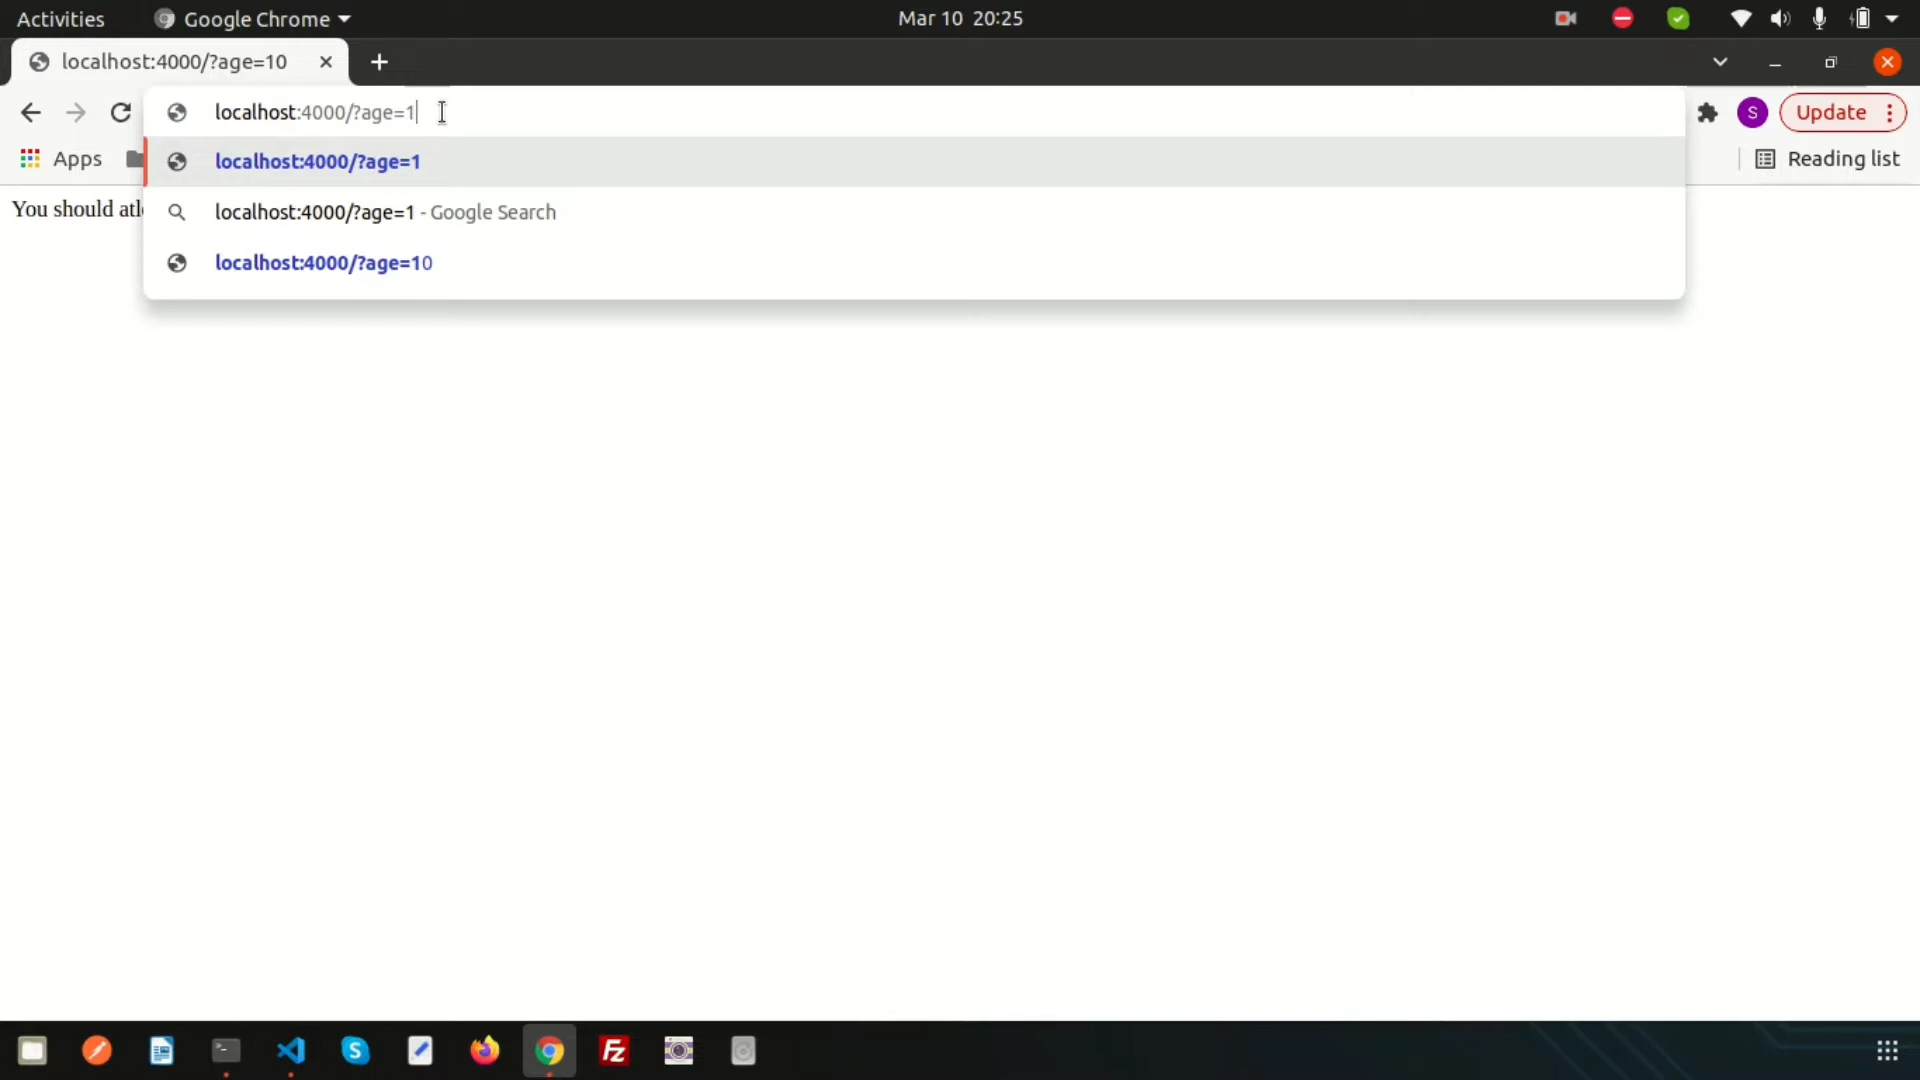 Activities Google Chrome Mar 10 20:25
localhost:4000/?age=10
localhost:4000/?age=1 S Update
Apps localhost:4000/?age=1 Reading list
You should localhost:4000/?age=1 - Google Search
localhost:4000/?age=10